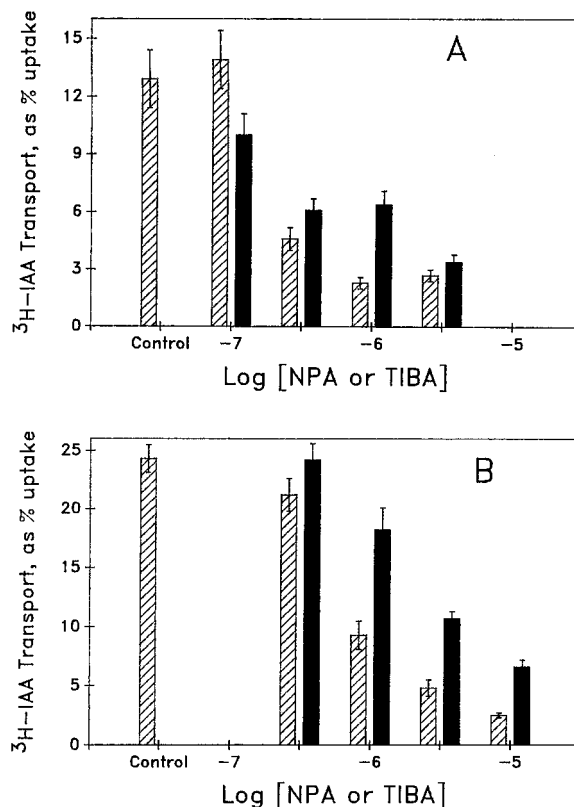 A
15
12
9
6
3
0
³H–IAA Transport, as % uptake
Control -7 -6 -5
Log [NPA or TIBA]
B
25
20
15
10
5
0
³H–IAA Transport, as % uptake
Control -7 -6 -5
Log [NPA or TIBA]